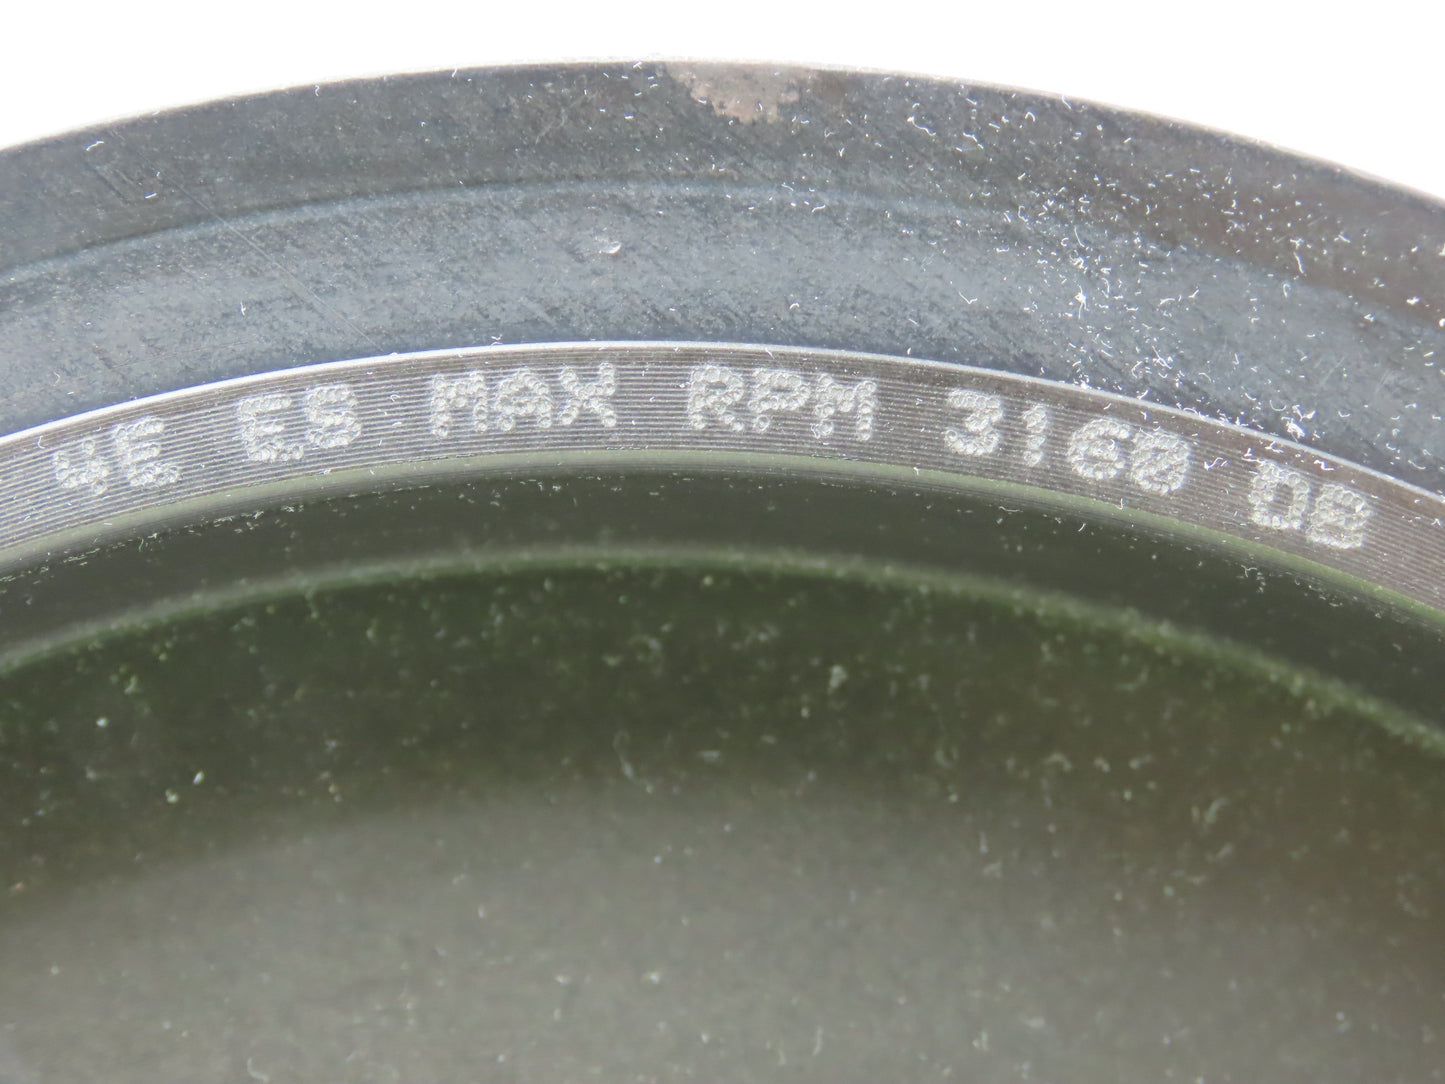 4E ES MAX RPM 3160 DB